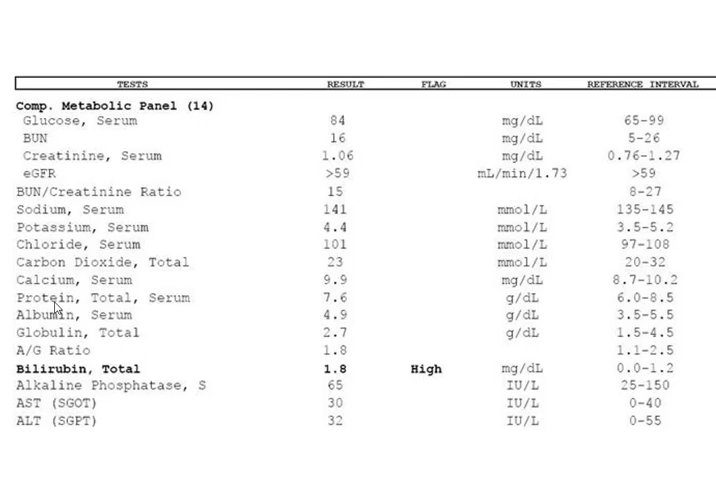 TESTS RESULT FLAG UNITS REFERENCE INTERVAL
Comp. Metabolic Panel (14)
Glucose, Serum 84 mg/dL 65-99
BUN 16 mg/dL 5-26
Creatinine, Serum 1.06 mg/dL 0.76-1.27
eGFR >59 mL/min/1.73 >59
BUN/Creatinine Ratio 15 8-27
Sodium, Serum 141 mmol/L 135-145
Potassium, Serum 4.4 mmol/L 3.5-5.2
Chloride, Serum 101 mmol/L 97-108
Carbon Dioxide, Total 23 mmol/L 20-32
Calcium, Serum 9.9 mg/dL 8.7-10.2
Protein, Total, Serum 7.6 g/dL 6.0-8.5
Albumin, Serum 4.9 g/dL 3.5-5.5
Globulin, Total 2.7 g/dL 1.5-4.5
A/G Ratio 1.8 1.1-2.5
Bilirubin, Total 1.8 High mg/dL 0.0-1.2
Alkaline Phosphatase, S 65 IU/L 25-150
AST (SGOT) 30 IU/L 0-40
ALT (SGPT) 32 IU/L 0-55